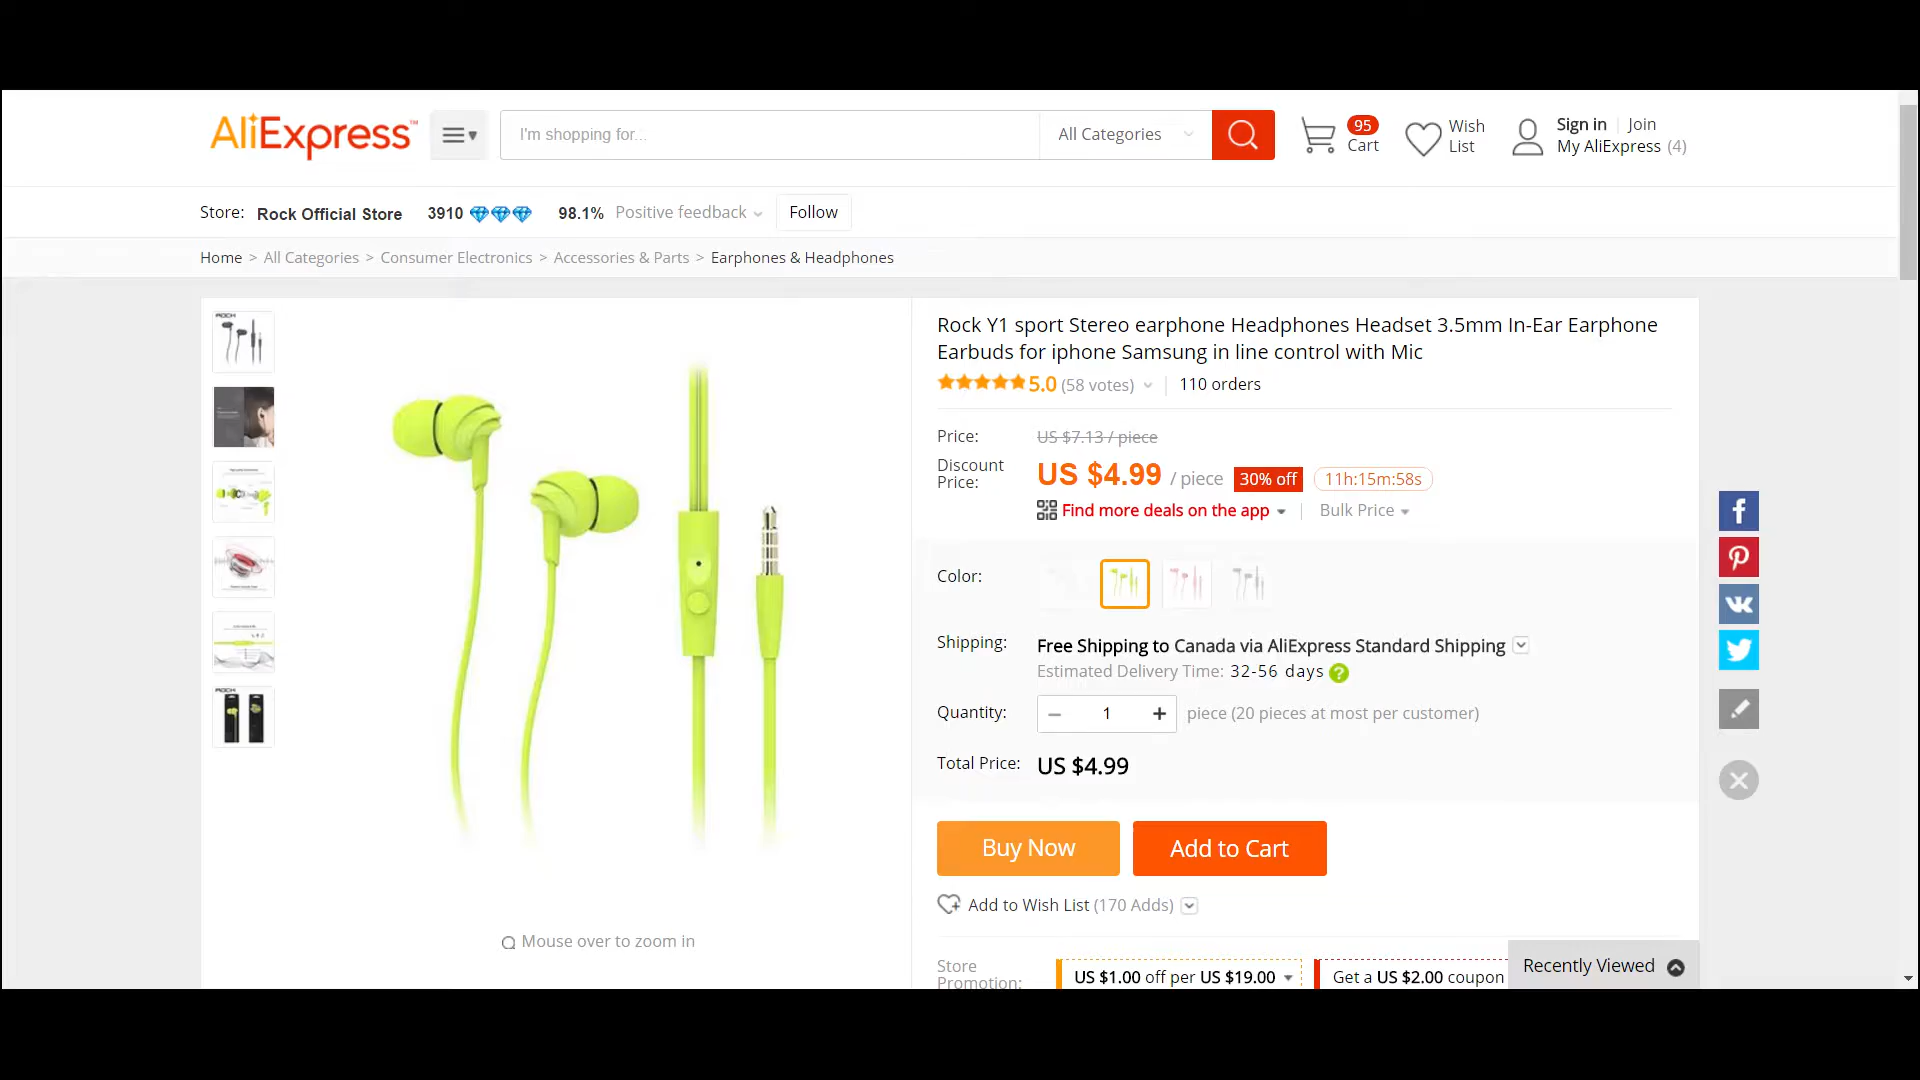 AliExpress™
I'm shopping for...
All Categories
95
Cart
Wish
List
Sign in | Join
My AliExpress (4)
Store: Rock Official Store 3910 98.1% Positive feedback Follow
Home > All Categories > Consumer Electronics > Accessories & Parts > Earphones & Headphones
ROCK
ROCK
Rock Y1 sport Stereo earphone Headphones Headset 3.5mm In-Ear Earphone
Earbuds for iphone Samsung in line control with Mic
5.0 (58 votes) | 110 orders
Price: US $7.13 / piece
Discount
Price: US $4.99 / piece 30% off 11h:15m:58s
Find more deals on the app | Bulk Price
Color:
Shipping: Free Shipping to Canada via AliExpress Standard Shipping
Estimated Delivery Time: 32-56 days ?
Quantity: − 1 + piece (20 pieces at most per customer)
Total Price: US $4.99
Buy Now Add to Cart
Add to Wish List (170 Adds)
Mouse over to zoom in
Store
Promotion: US $1.00 off per US $19.00 Get a US $2.00 coupon
Recently Viewed